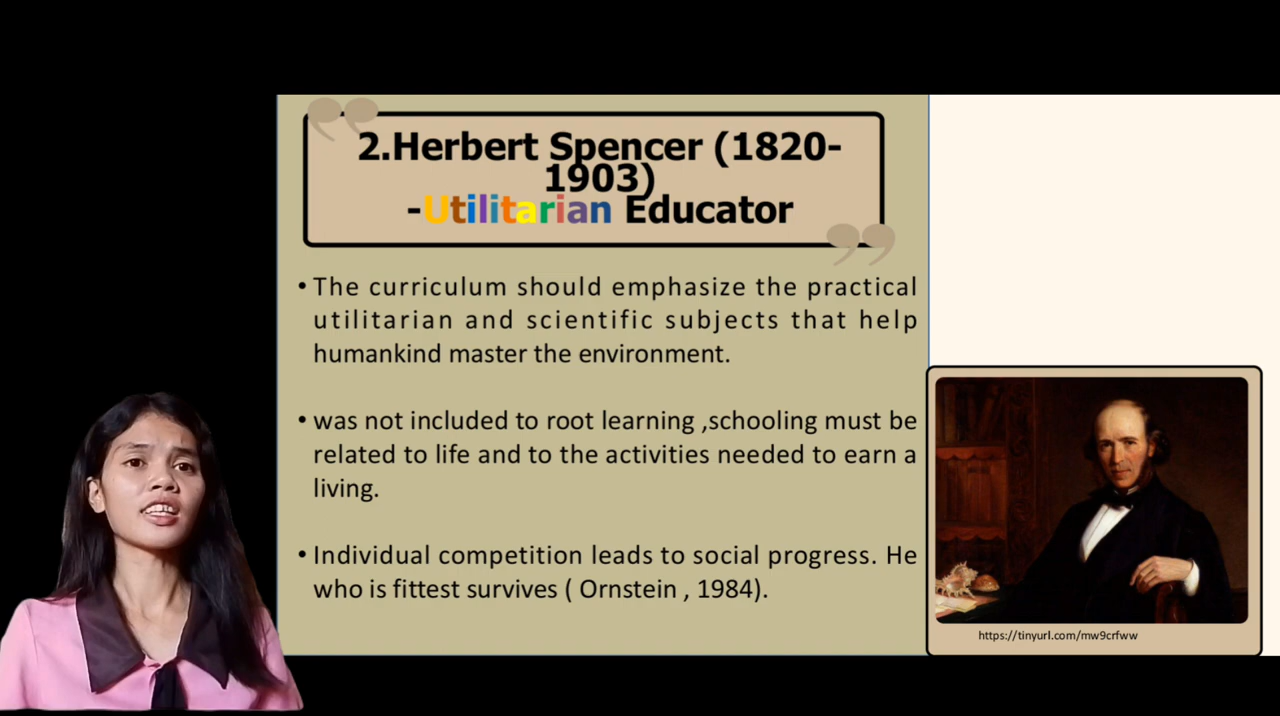 2.Herbert Spencer (1820-
1903)
-Utilitarian Educator
• The curriculum should emphasize the practical
utilitarian and scientific subjects that help
humankind master the environment.
• was not included to root learning ,schooling must be
related to life and to the activities needed to earn a
living.
• Individual competition leads to social progress. He
who is fittest survives ( Ornstein , 1984).
https://tinyurl.com/mw9crfww